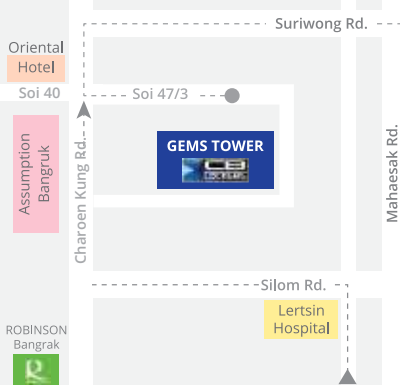 Suriwong Rd.
Oriental
Hotel
Soi 40
Soi 47/3
Assumption
Bangruk
Charoen Kung Rd.
GEMS TOWER
CB
Mahaesak Rd.
Silom Rd.
Lertsin
Hospital
ROBINSON
Bangrak
R